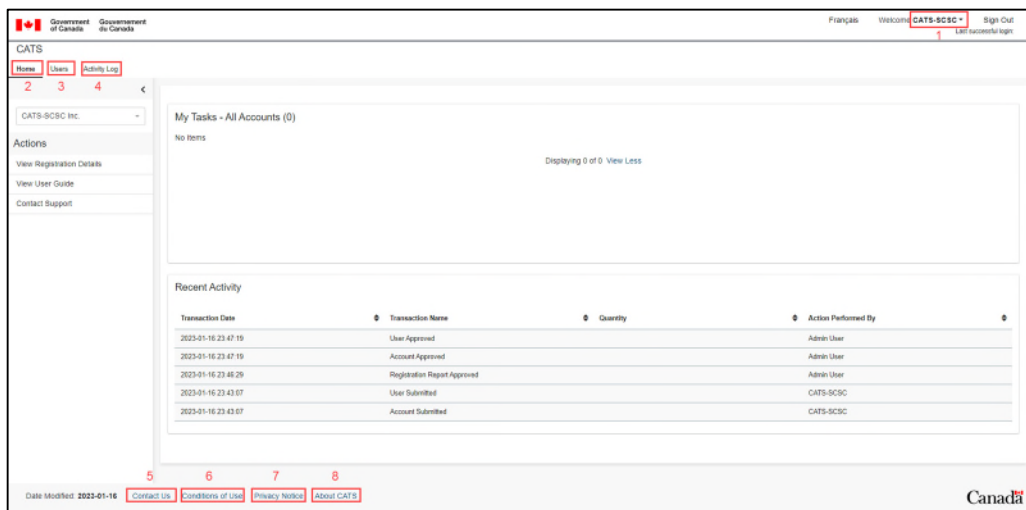 Government of Canada Gouvernement du Canada
Français Welcome CATS-SCSC Sign Out
1 Last successful login:
CATS
Home Users Activity Log
2 3 4
CATS-SCSC Inc.
Actions
View Registration Details
View User Guide
Contact Support
My Tasks - All Accounts (0)
No Items
Displaying 0 of 0 View Less
Recent Activity
Transaction Date Transaction Name Quantity Action Performed By
2023-01-16 23:47:19 User Approved Admin User
2023-01-16 23:47:19 Account Approved Admin User
2023-01-16 23:46:29 Registration Report Approved Admin User
2023-01-16 23:43:07 User Submitted CATS-SCSC
2023-01-16 23:43:07 Account Submitted CATS-SCSC
5 6 7 8
Date Modified: 2023-01-16 Contact Us Conditions of Use Privacy Notice About CATS
Canada